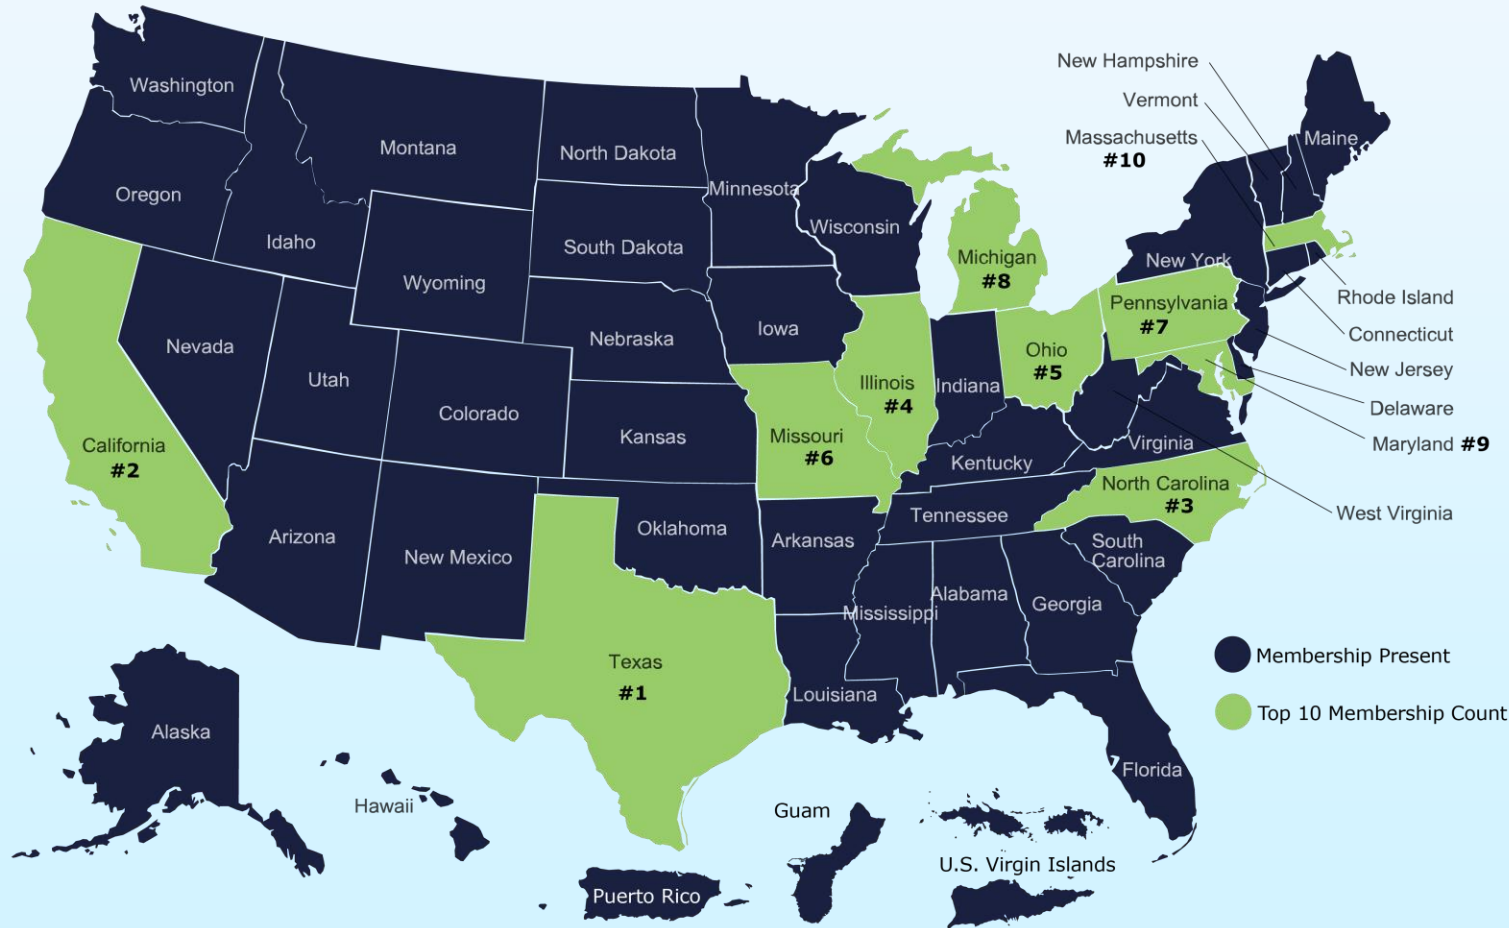 New Hampshire
Washington
Vermont
Massachusetts
#10
Maine
Montana
North Dakota
Minnesota
Oregon
Wisconsin
Idaho
South Dakota
Michigan
#8
New York
Wyoming
Pennsylvania
#7
Rhode Island
Connecticut
Nevada
Nebraska
Iowa
Ohio
#5
New Jersey
Utah
Illinois
#4
Indiana
Delaware
Colorado
California
#2
Kansas
Missouri
#6
Virginia
Maryland #9
Kentucky
North Carolina
#3
West Virginia
Arizona
New Mexico
Oklahoma
Arkansas
Tennessee
South
Carolina
Mississippi
Alabama
Georgia
Texas
#1
Louisiana
Membership Present
Top 10 Membership Count
Alaska
Florida
Hawaii
Guam
U.S. Virgin Islands
Puerto Rico